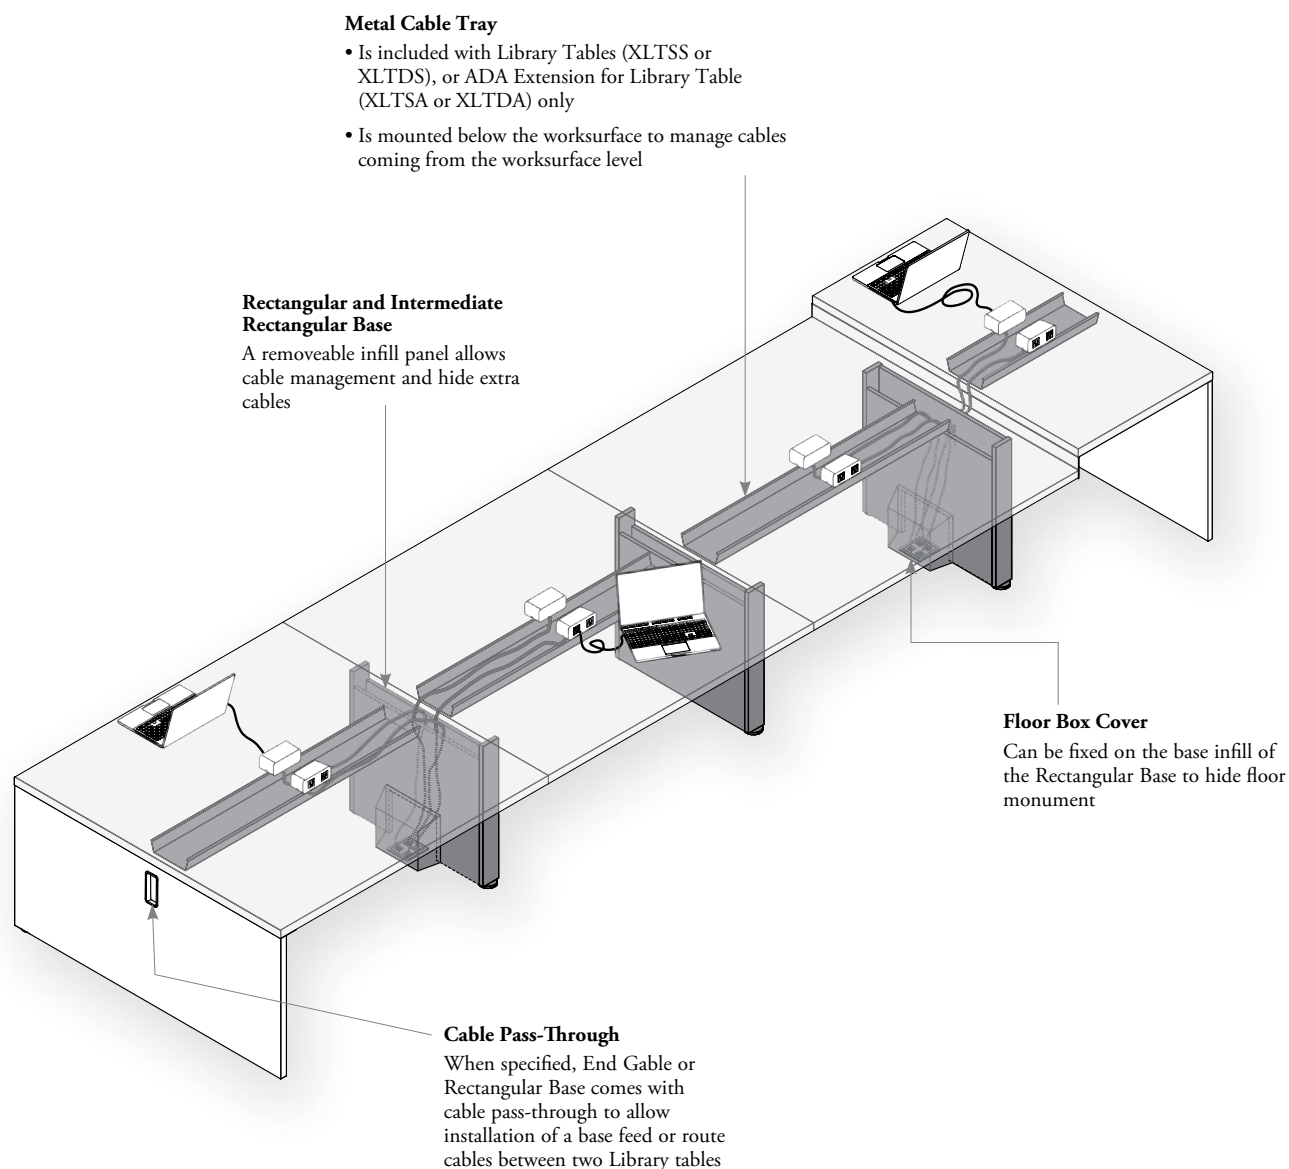 Metal Cable Tray
• Is included with Library Tables (XLTSS or
XLTDS), or ADA Extension for Library Table
(XLTSA or XLTDA) only
• Is mounted below the worksurface to manage cables
coming from the worksurface level
Rectangular and Intermediate
Rectangular Base
A removeable infill panel allows
cable management and hide extra
cables
Floor Box Cover
Can be fixed on the base infill of
the Rectangular Base to hide floor
monument
Cable Pass-Through
When specified, End Gable or
Rectangular Base comes with
cable pass-through to allow
installation of a base feed or route
cables between two Library tables